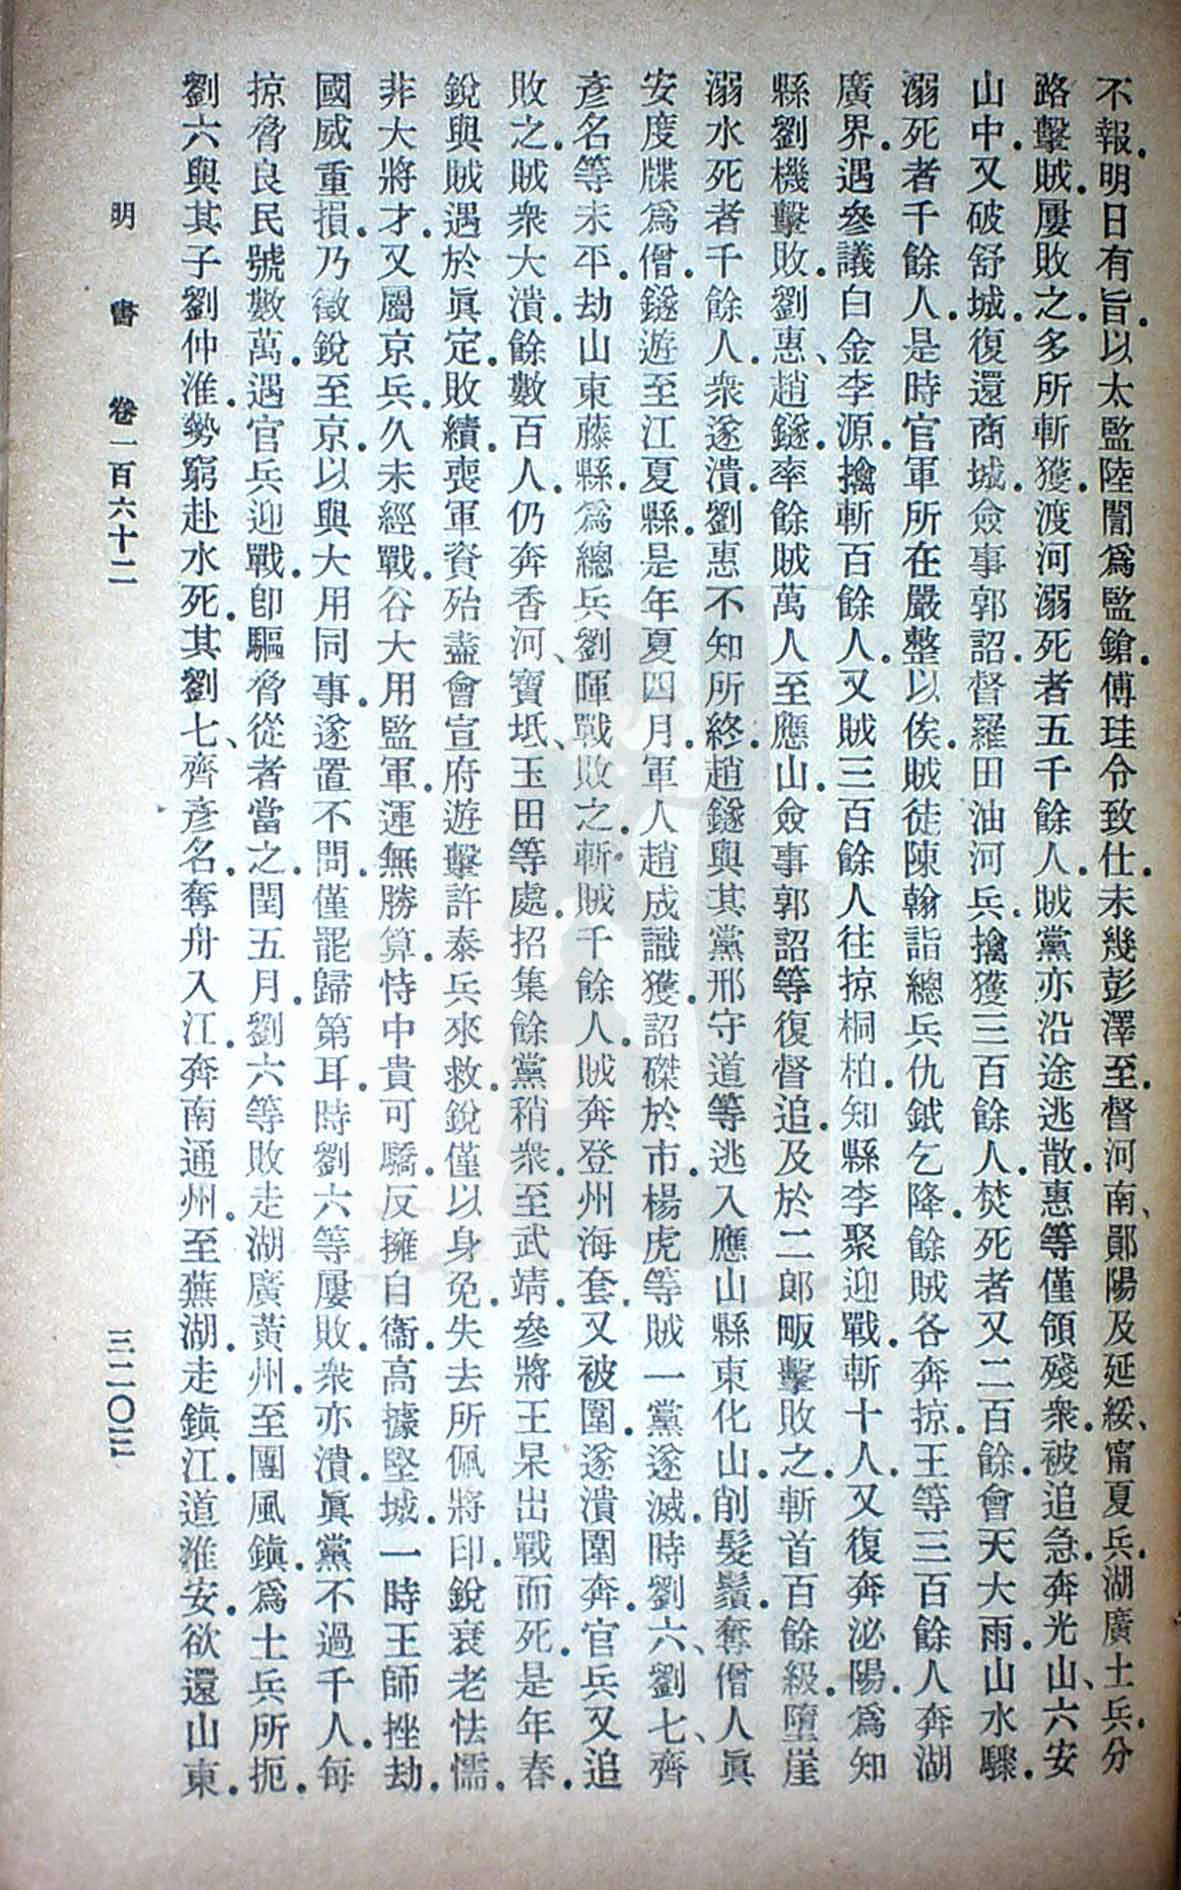 不報。明日有旨。以太監陸誾爲監鎗。傅珪令致仕。未幾彭澤至。督河南、鄖陽及延綏、甯夏兵。湖廣土兵。分
路擊賊。屢敗之。多所斬獲。渡河溺死者五千餘人。賊黨亦沿途逃散。惠等僅領殘衆。被追急。奔光山、六安
山中。又破舒城。復還商城。僉事郭詔。督羅田油河兵。擒獲三百餘人。焚死者又二百餘。會天大雨。山水驟。
溺死者千餘人。是時官軍所在嚴整以俟。賊徒陳翰詣總兵仇鉞乞降。餘賊各奔掠。王等三百餘人奔湖
廣界。遇參議白金李源。擒斬百餘人。又賊三百餘人往掠桐柏。知縣李聚迎戰。斬十人。又復奔泌陽。爲知
縣劉機擊敗。劉惠、趙鐩。率餘賊萬人至應山。僉事郭詔等復督追。及於二郎畈擊敗之。斬首百餘級。墮崖
溺水死者千餘人。衆遂潰。劉惠不知所終。趙鐩與其黨邢守道等逃入應山縣東化山。削髮鬚。奪僧人眞
安度牒爲僧。鐩遊至江夏縣。是年夏四月。軍人趙成識獲。詔磔於市。楊虎等賊一黨遂滅。時劉六、劉七、齊
彥名等未平。劫山東藤縣。爲總兵劉暉戰敗之。斬賊千餘人。賊奔登州海套。又被圍。遂潰圍奔。官兵又追
敗之。賊衆大潰。餘數百人。仍奔香河、寶坻、玉田等處。招集餘黨稍衆。至武靖。參將王杲出戰而死。是年春。
銳與賊遇於眞定。敗績。喪軍資殆盡。會宣府遊擊許泰兵來救。銳僅以身免。失去所佩將印。銳衰老怯懦。
非大將才。又屬京兵。久未經戰。谷大用監軍。運無勝算。恃中貴可驕。反擁自衞。高據堅城。一時王師挫劫。
國威重損。乃徵銳至京。以與大用同事。遂置不問。僅罷歸第耳。時劉六等屢敗。衆亦潰。眞黨不過千人。每
掠脅良民。號數萬。遇官兵迎戰。卽驅脅從者當之。閏五月。劉六等敗走湖廣黃州。至團風鎭。爲土兵所扼。
劉六與其子劉仲淮。勢窮赴水死。其劉七、齊彥名。奪舟入江。奔南通州。至蕪湖。走鎭江。道淮安。欲還山東。
明書 卷一百六十二 三二〇三